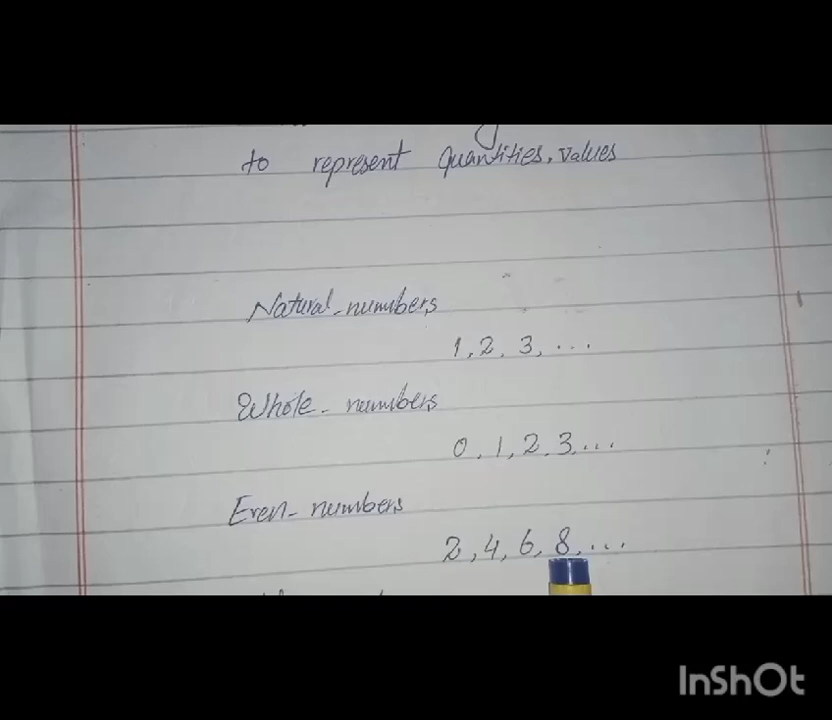 to represent quantities, values
Natural-numbers
1, 2, 3, ...
Whole-numbers
0, 1, 2, 3, ...
Even-numbers
2, 4, 6, 8, ...
InShOt